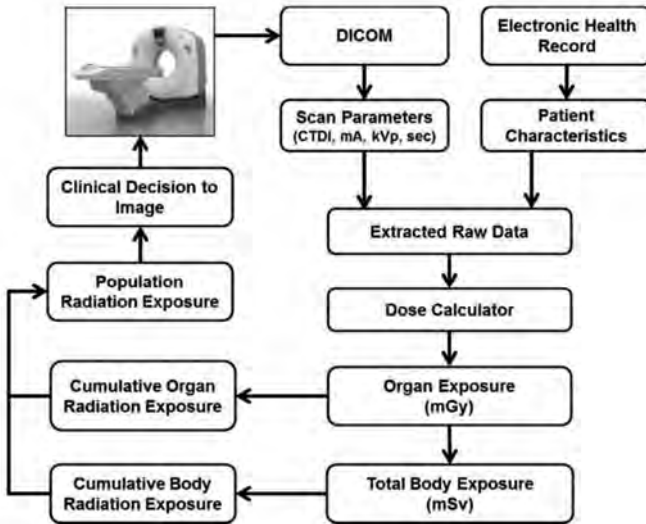 DICOM
Electronic Health
Record
Scan Parameters
(CTDI, mA, kVp, sec)
Patient
Characteristics
Clinical Decision to
Image
Extracted Raw Data
Population
Radiation Exposure
Dose Calculator
Cumulative Organ
Radiation Exposure
Organ Exposure
(mGy)
Cumulative Body
Radiation Exposure
Total Body Exposure
(mSv)